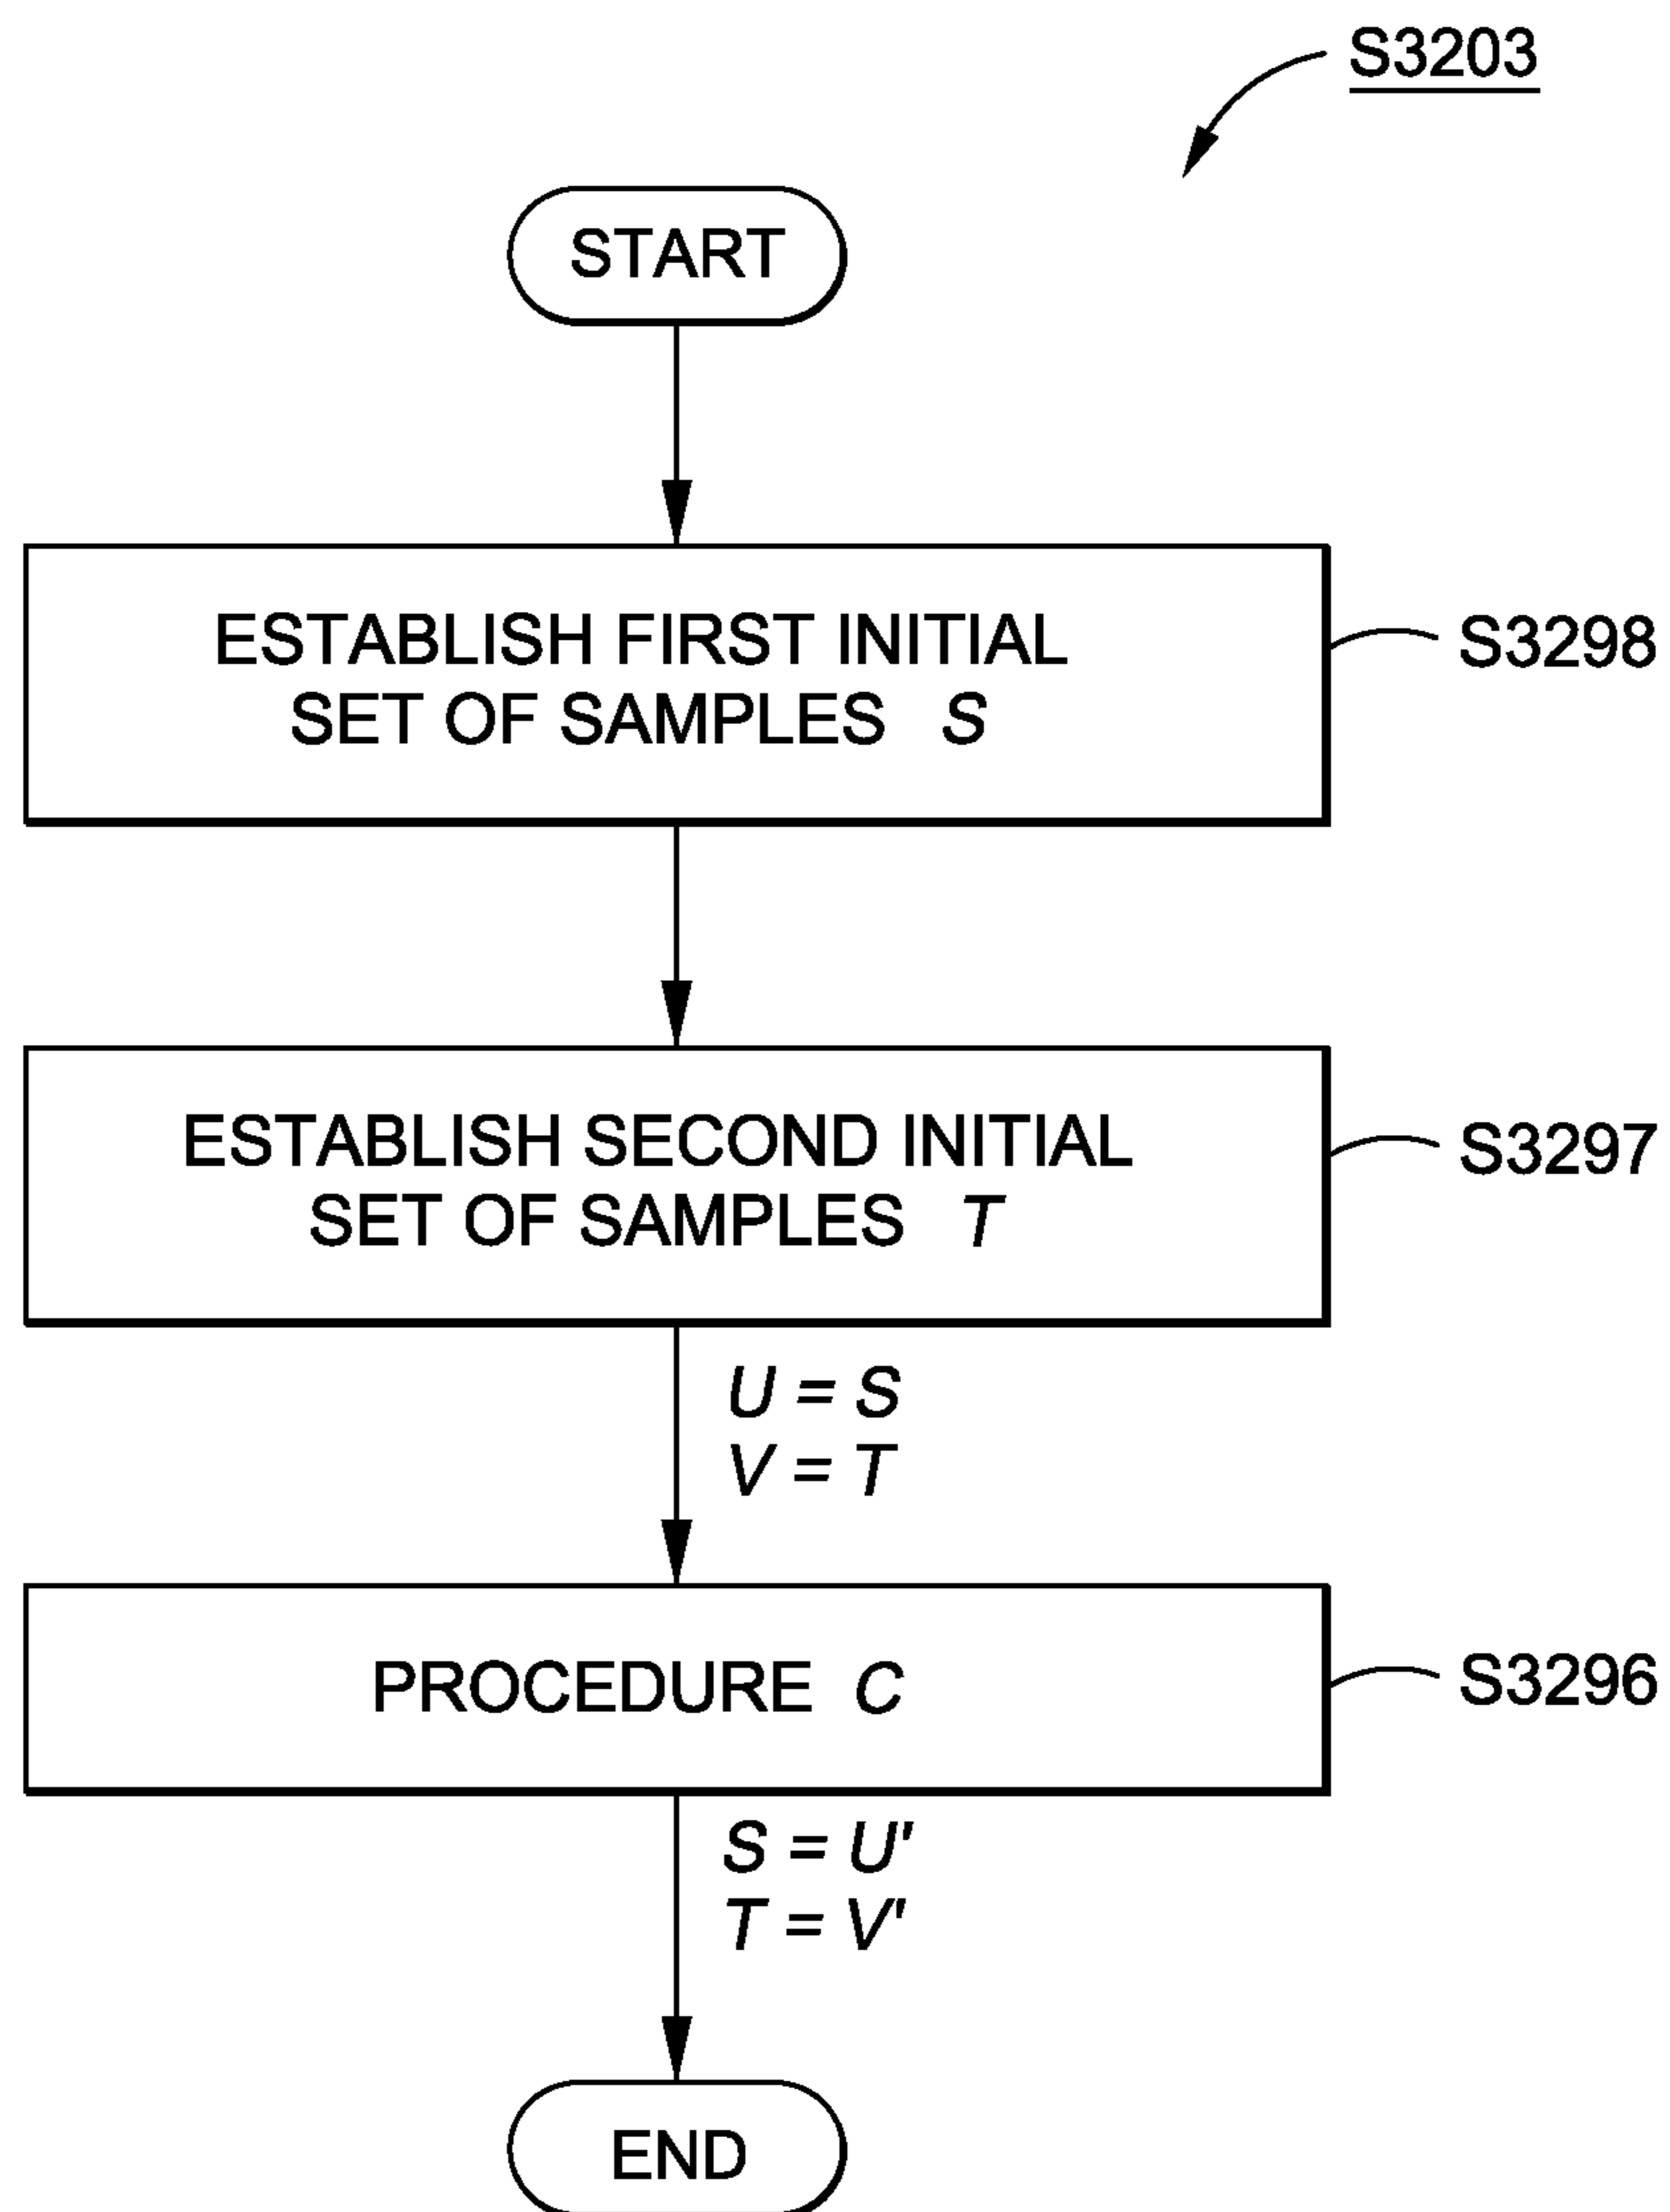 S3203
START
ESTABLISH FIRST INITIAL
SET OF SAMPLES S
S3298
ESTABLISH SECOND INITIAL
SET OF SAMPLES T
S3297
U = S
V = T
PROCEDURE C
S3296
S = U'
T = V'
END